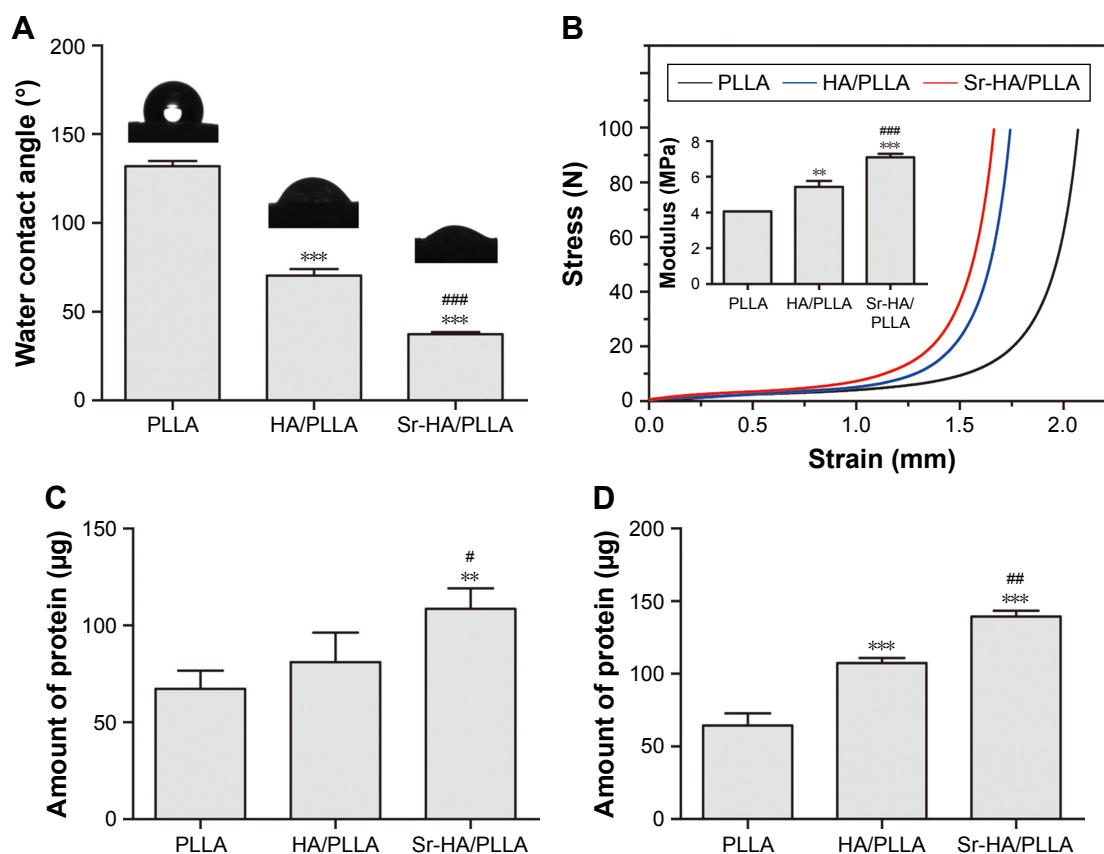 A
Water contact angle (°)
200
150
100
50
0
***
###
***
PLLA
HA/PLLA
Sr-HA/PLLA
B
Stress (N)
PLLA
HA/PLLA
Sr-HA/PLLA
100
80
60
40
20
0
Modulus (MPa)
8
6
4
2
0
**
###
***
PLLA
HA/PLLA
Sr-HA/
PLLA
0.0
0.5
1.0
1.5
2.0
Strain (mm)
C
Amount of protein (µg)
150
100
50
0
#
**
PLLA
HA/PLLA
Sr-HA/PLLA
D
Amount of protein (µg)
200
150
100
50
0
***
##
***
PLLA
HA/PLLA
Sr-HA/PLLA